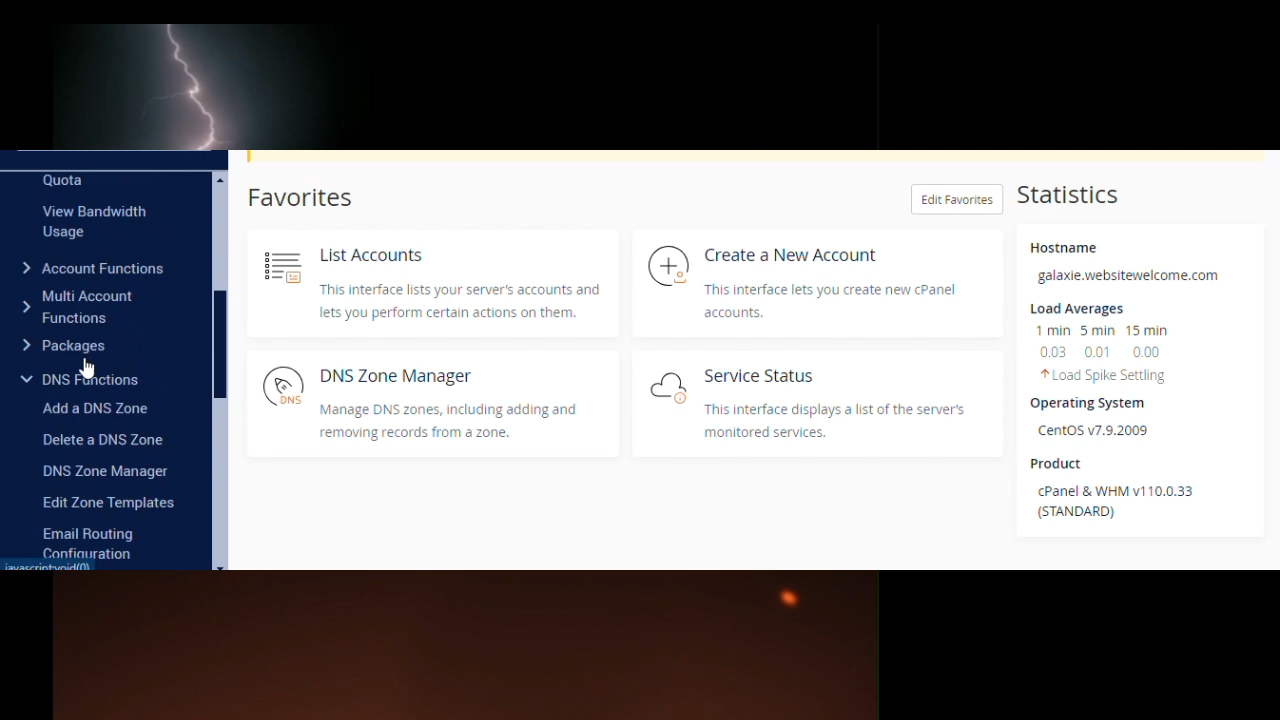 Quota
View Bandwidth
Usage
Account Functions
Multi Account
Functions
Packages
DNS Functions
Add a DNS Zone
Delete a DNS Zone
DNS Zone Manager
Edit Zone Templates
Email Routing
Configuration
javascript:void(0)
Favorites
Edit Favorites
List Accounts
This interface lists your server's accounts and
lets you perform certain actions on them.
Create a New Account
This interface lets you create new cPanel
accounts.
DNS
DNS Zone Manager
Manage DNS zones, including adding and
removing records from a zone.
Service Status
This interface displays a list of the server's
monitored services.
Statistics
Hostname
galaxie.websitewelcome.com
Load Averages
1 min 5 min 15 min
0.03 0.01 0.00
Load Spike Settling
Operating System
CentOS v7.9.2009
Product
cPanel & WHM v110.0.33
(STANDARD)